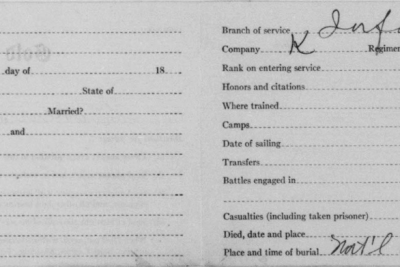 day of 18
State of
Married?
and
Branch of service Inf
Company K Regimen
Rank on entering service
Honors and citations
Where trained
Camps
Date of sailing
Transfers
Battles engaged in
Casualties (including taken prisoner)
Died, date and place
Place and time of burial Nat'l